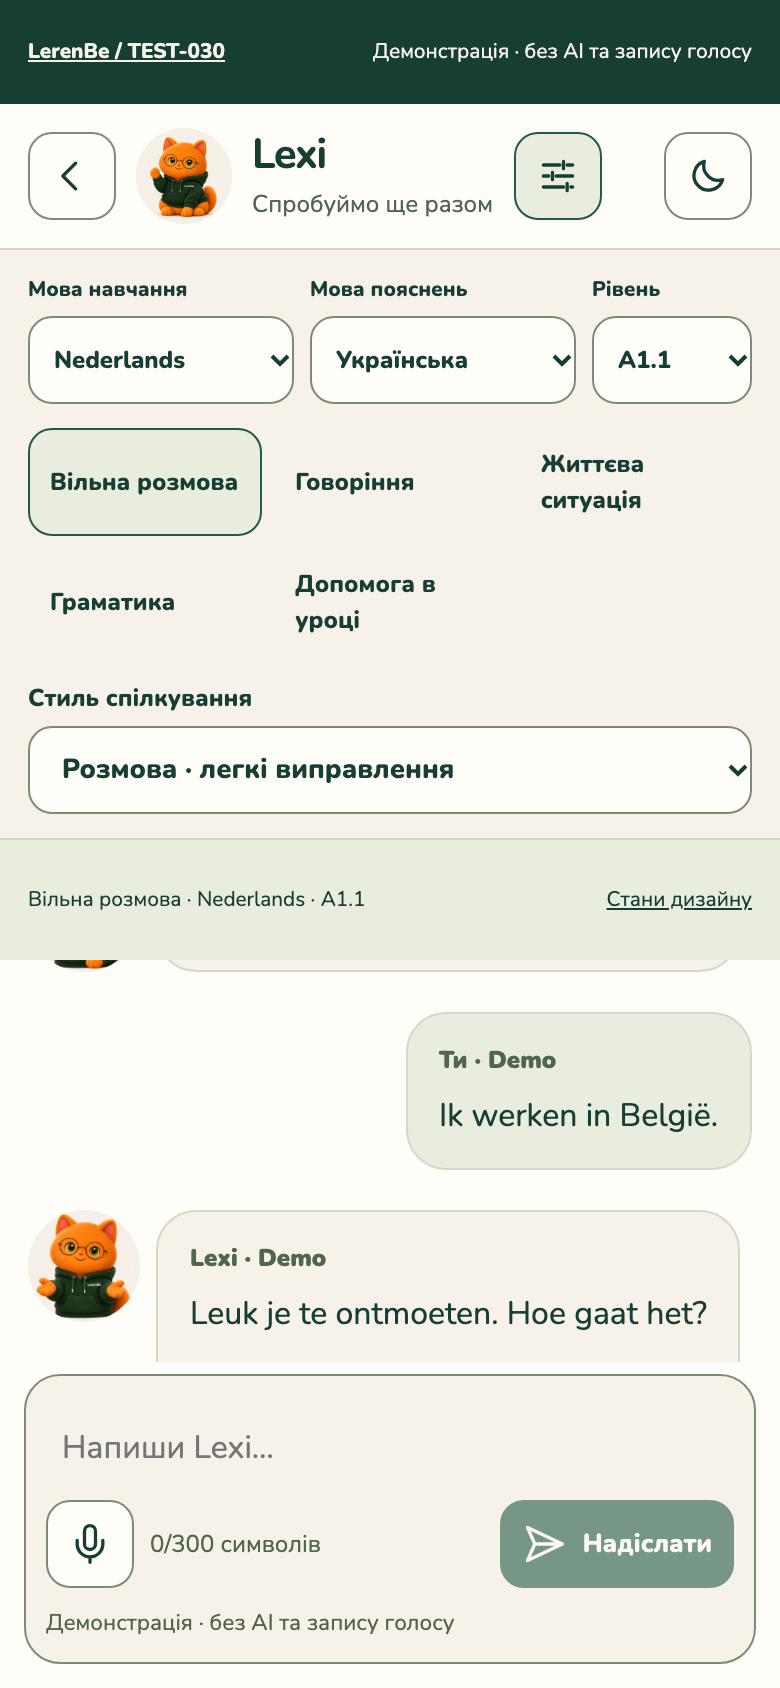 LerenBe / TEST-030
Демонстрація · без AI та запису голосу
Lexi
Спробуймо ще разом
Мова навчання
Мова пояснень
Рівень
Nederlands
Українська
A1.1
Вільна розмова
Говоріння
Життєва
ситуація
Граматика
Допомога в
уроці
Стиль спілкування
Розмова · легкі виправлення
Вільна розмова · Nederlands · A1.1
Стани дизайну
Ти · Demo
Ik werken in België.
Lexi · Demo
Leuk je te ontmoeten. Hoe gaat het?
Напиши Lexi...
0/300 символів
Надіслати
Демонстрація · без AI та запису голосу